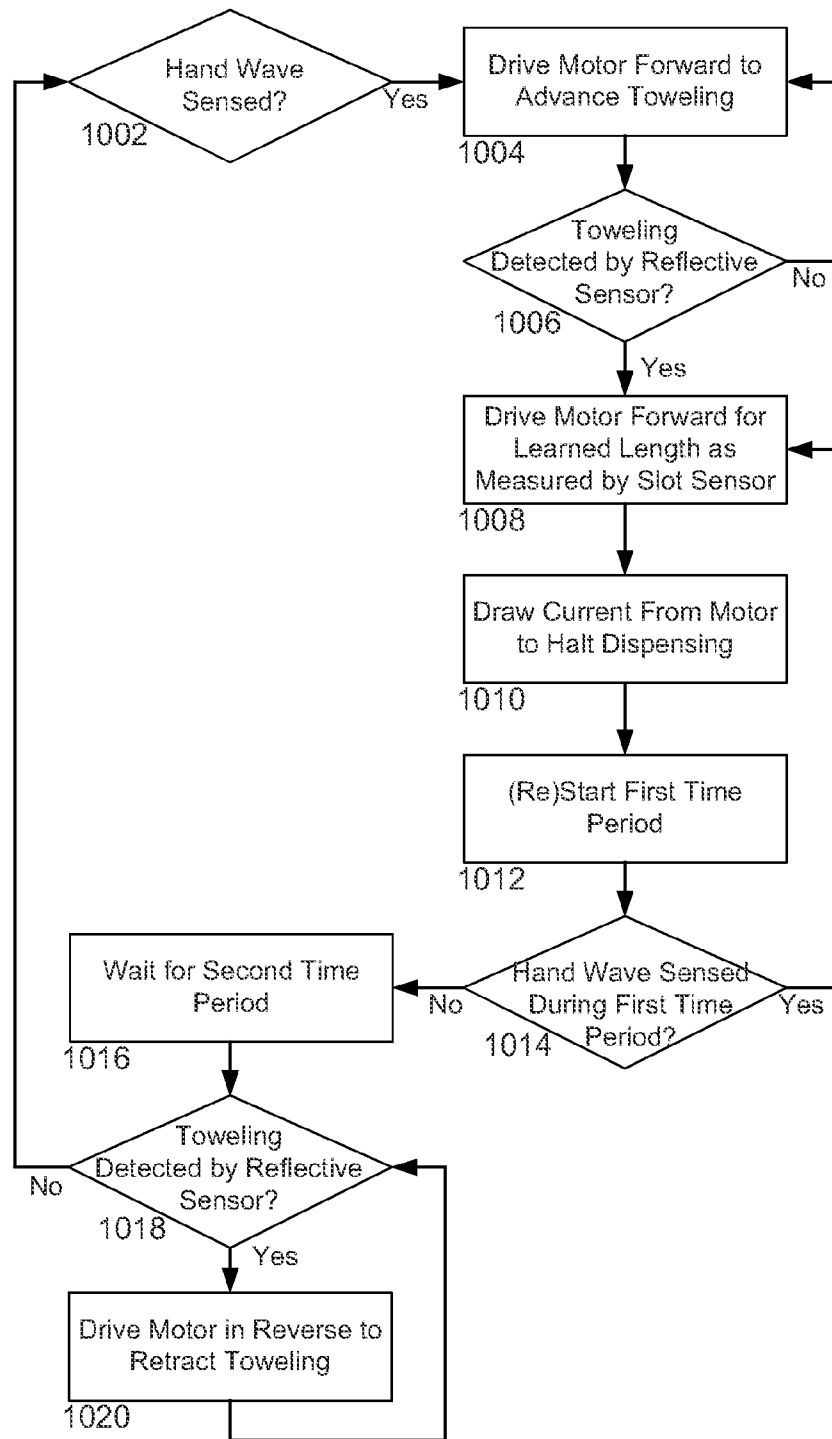 Hand Wave
Sensed?
1002
Yes
Drive Motor Forward to
Advance Toweling
1004
Toweling
Detected by Reflective
Sensor?
1006
No
Yes
Drive Motor Forward for
Learned Length as
Measured by Slot Sensor
1008
Draw Current From Motor
to Halt Dispensing
1010
(Re)Start First Time
Period
1012
Hand Wave Sensed
During First Time
Period?
1014
Yes
No
Wait for Second Time
Period
1016
Toweling
Detected by Reflective
Sensor?
1018
No
Yes
Drive Motor in Reverse to
Retract Toweling
1020